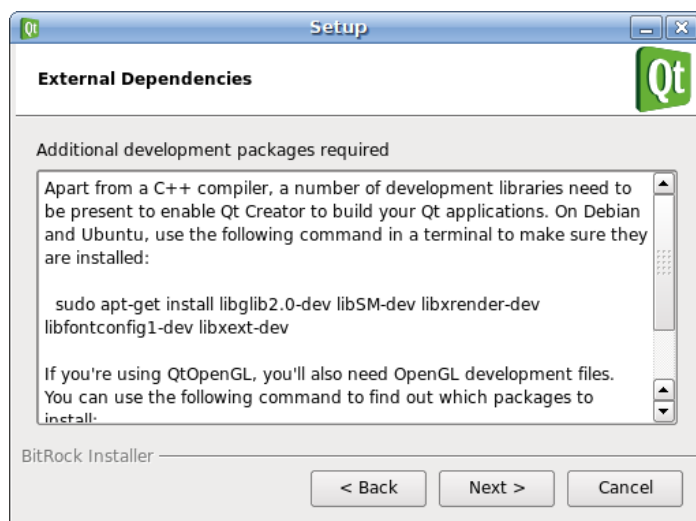 Qt
Setup
External Dependencies
Qt
Additional development packages required
Apart from a C++ compiler, a number of development libraries need to
be present to enable Qt Creator to build your Qt applications. On Debian
and Ubuntu, use the following command in a terminal to make sure they
are installed:
sudo apt-get install libglib2.0-dev libSM-dev libxrender-dev
libfontconfig1-dev libxext-dev
If you're using QtOpenGL, you'll also need OpenGL development files.
You can use the following command to find out which packages to
install:
BitRock Installer
< Back
Next >
Cancel